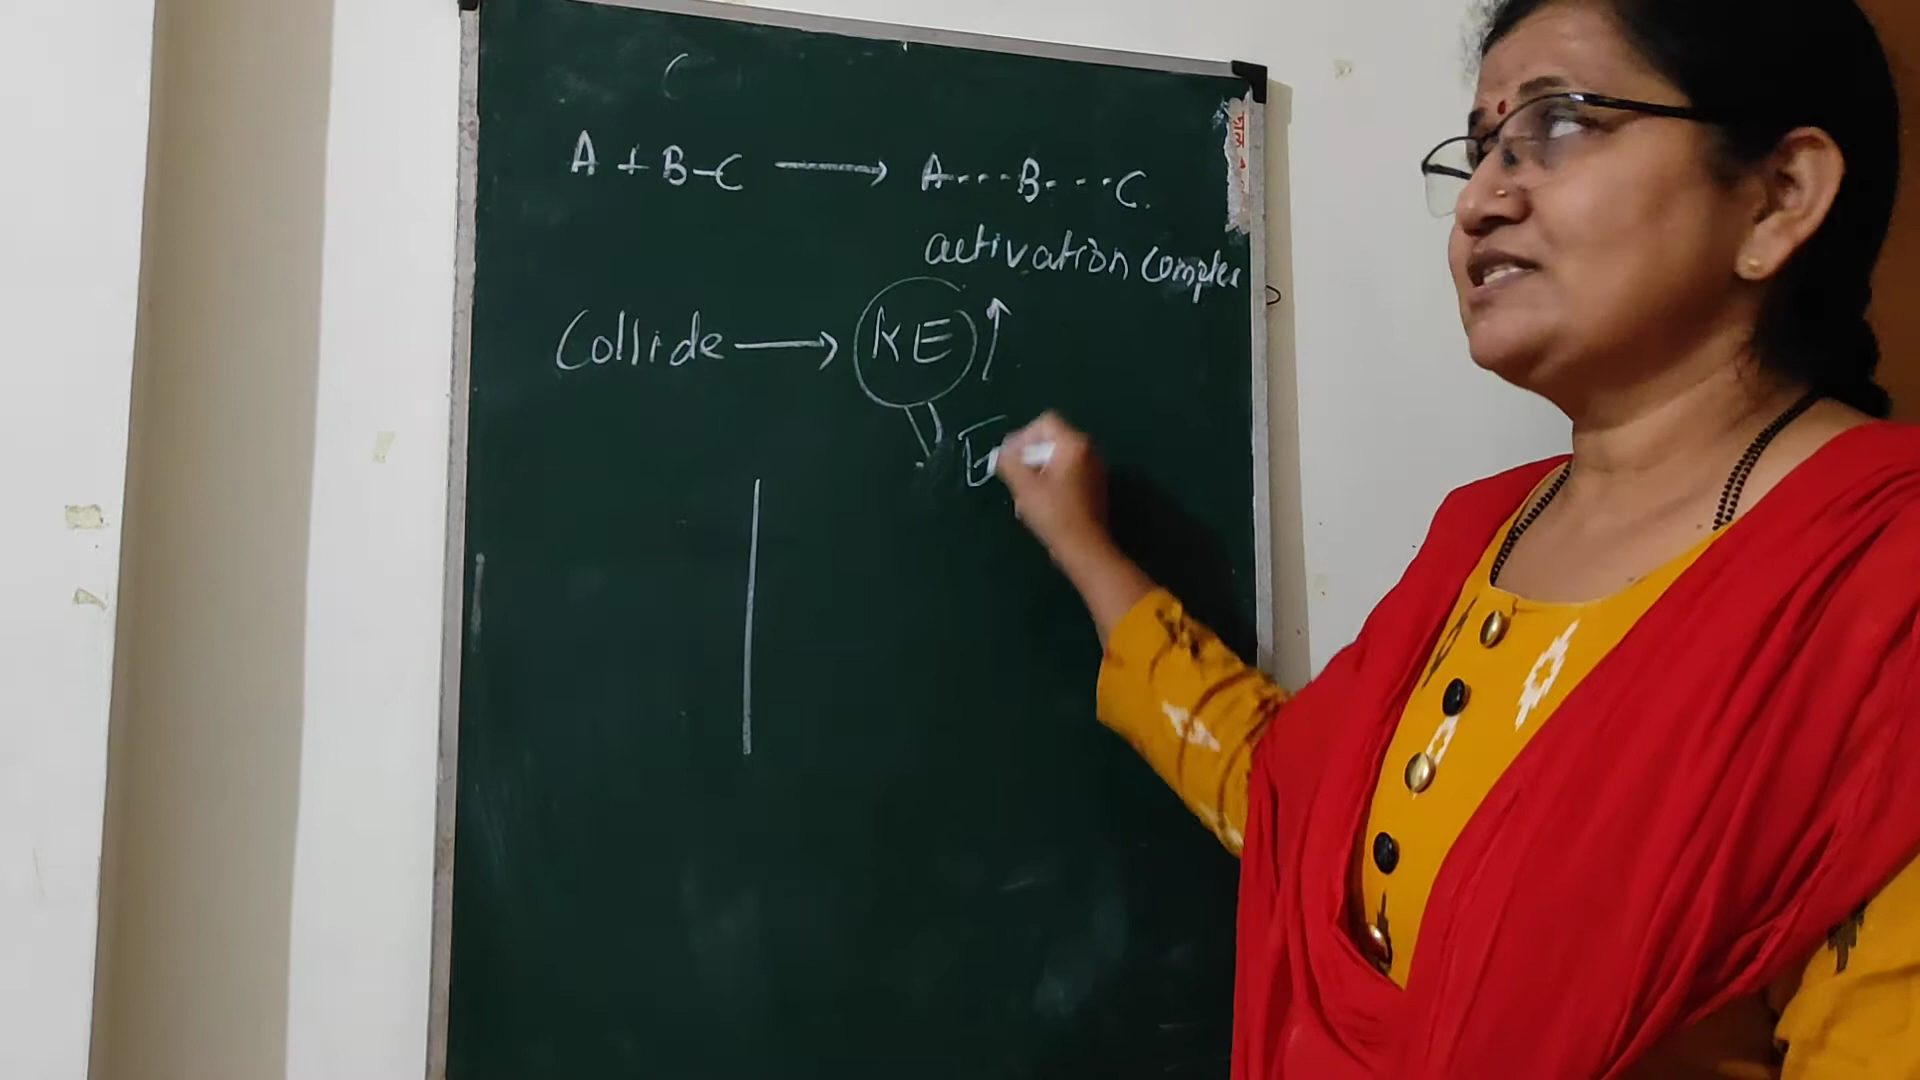 C
A + B-C ⟶ A---B---C.
activation complex
Collide ⟶ KE ↑
E